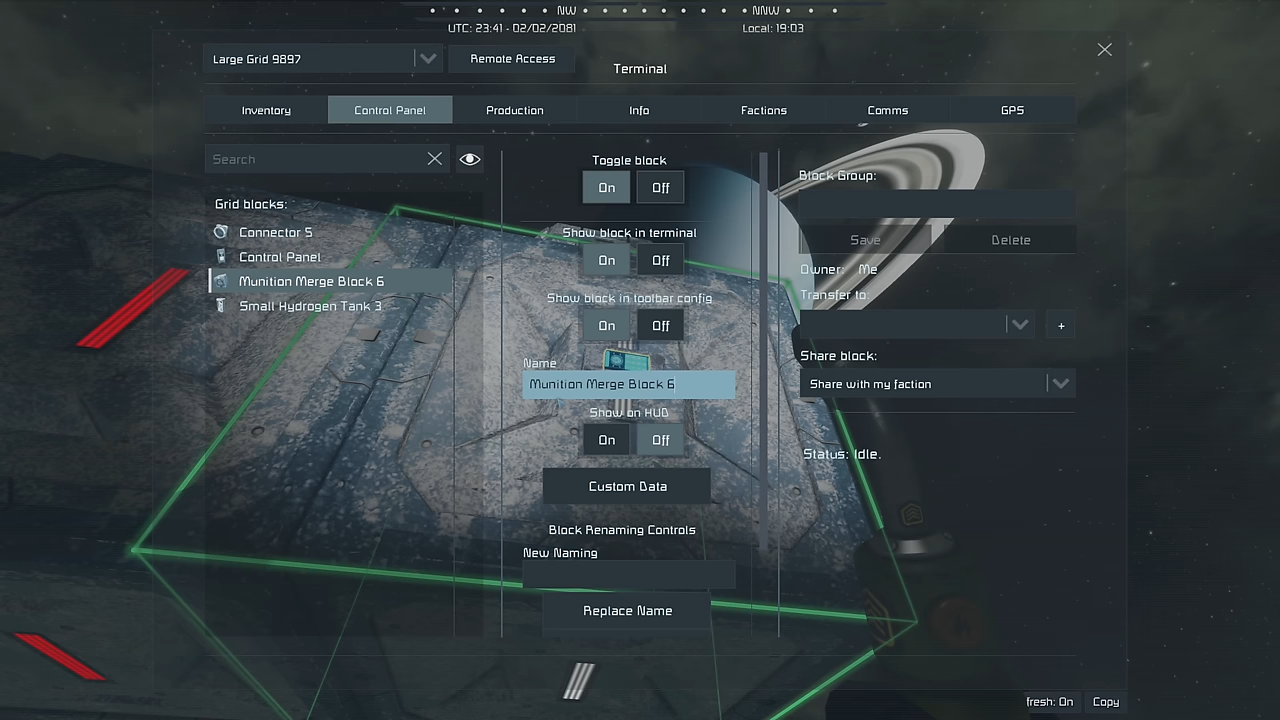 NW
NNW
UTC: 23:41 - 02/02/2081
Local: 19:03
Large Grid 9897
Remote Access
Terminal
Inventory
Control Panel
Production
Info
Factions
Comms
GPS
Search
Grid blocks:
Connector 5
Control Panel
Munition Merge Block 6
Small Hydrogen Tank 3
Toggle block
On
Off
Show block in terminal
On
Off
Show block in toolbar config
On
Off
Name
Munition Merge Block 6
Show on HUD
On
Off
Custom Data
Block Renaming Controls
New Naming
Replace Name
Block Group:
Save
Delete
Owner: Me
Transfer to:
+
Share block:
Share with my faction
Status: Idle.
fresh: On
Copy